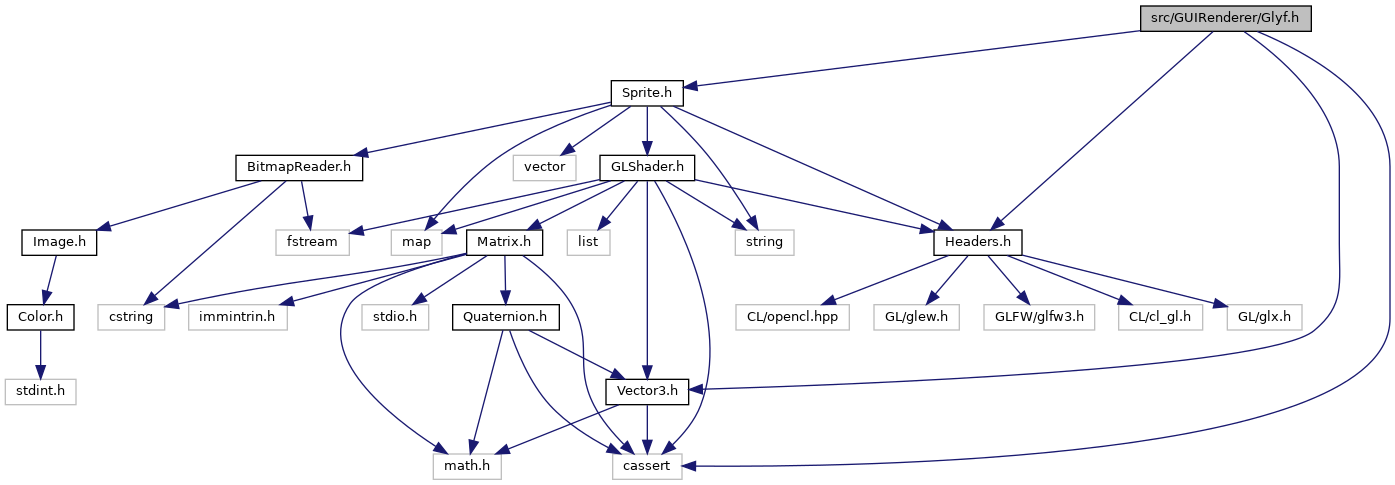 src/GUIRenderer/Glyf.h
Sprite.h
BitmapReader.h
vector
GLShader.h
Image.h
fstream
map
Matrix.h
list
string
Headers.h
Color.h
cstring
immintrin.h
stdio.h
Quaternion.h
CL/opencl.hpp
GL/glew.h
GLFW/glfw3.h
CL/cl_gl.h
GL/glx.h
stdint.h
Vector3.h
math.h
cassert